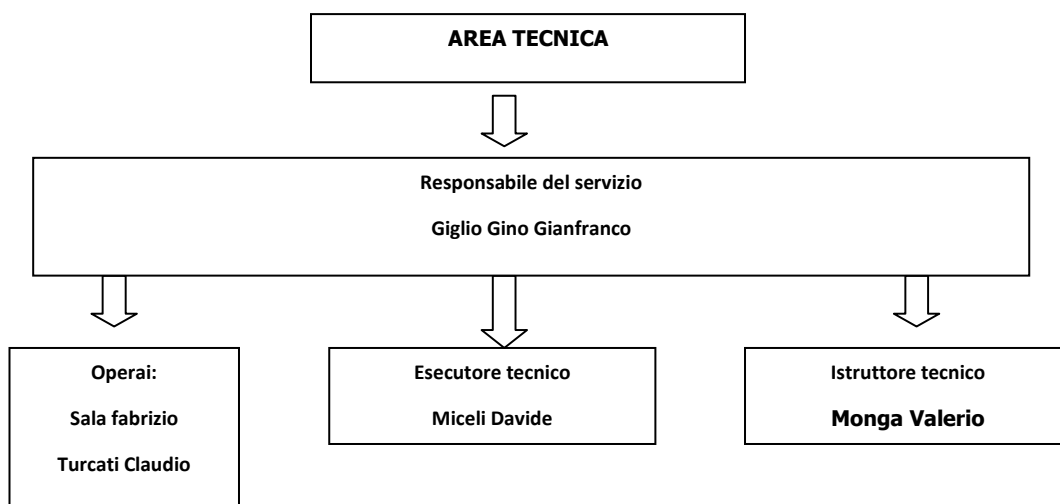 AREA TECNICA
Responsabile del servizio
Giglio Gino Gianfranco
Operai:
Sala fabrizio
Turcati Claudio
Esecutore tecnico
Miceli Davide
Istruttore tecnico
Monga Valerio